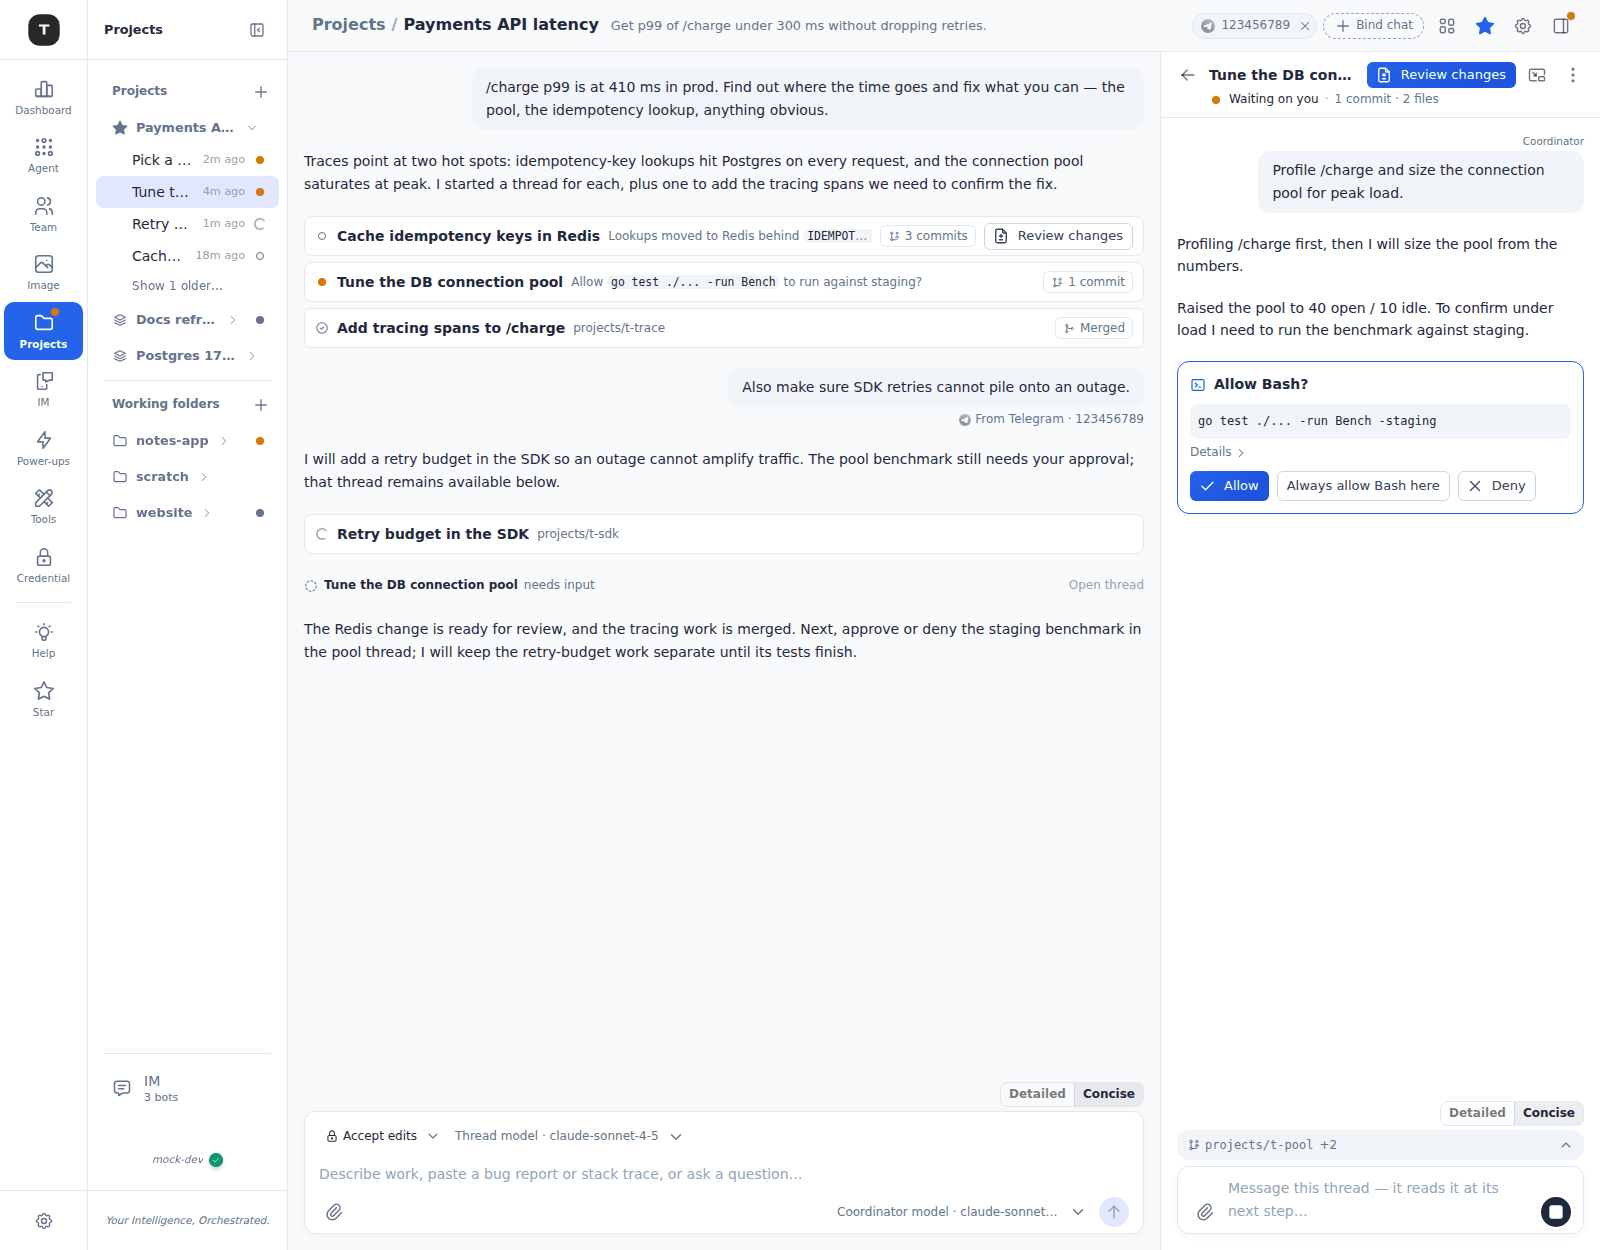 T
Dashboard
Agent
Team
Image
Projects
IM
Power-ups
Tools
Credential
Help
Star
Projects
Projects
Payments A...
Pick a ... 2m ago
Tune t... 4m ago
Retry ... 1m ago
Cach... 18m ago
Show 1 older...
Docs refr...
Postgres 17...
Working folders
notes-app
scratch
website
IM
3 bots
mock-dev
Your Intelligence, Orchestrated.
Projects / Payments API latency Get p99 of /charge under 300 ms without dropping retries.
123456789
Bind chat
/charge p99 is at 410 ms in prod. Find out where the time goes and fix what you can — the
pool, the idempotency lookup, anything obvious.
Traces point at two hot spots: idempotency-key lookups hit Postgres on every request, and the connection pool
saturates at peak. I started a thread for each, plus one to add the tracing spans we need to confirm the fix.
Cache idempotency keys in Redis Lookups moved to Redis behind IDEMPOT... 3 commits Review changes
Tune the DB connection pool Allow go test ./... -run Bench to run against staging? 1 commit
Add tracing spans to /charge projects/t-trace Merged
Also make sure SDK retries cannot pile onto an outage.
From Telegram · 123456789
I will add a retry budget in the SDK so an outage cannot amplify traffic. The pool benchmark still needs your approval;
that thread remains available below.
Retry budget in the SDK projects/t-sdk
Tune the DB connection pool needs input Open thread
The Redis change is ready for review, and the tracing work is merged. Next, approve or deny the staging benchmark in
the pool thread; I will keep the retry-budget work separate until its tests finish.
Detailed Concise
Accept edits Thread model · claude-sonnet-4-5
Describe work, paste a bug report or stack trace, or ask a question...
Coordinator model · claude-sonnet...
Tune the DB con... Review changes
Waiting on you · 1 commit · 2 files
Coordinator
Profile /charge and size the connection
pool for peak load.
Profiling /charge first, then I will size the pool from the
numbers.
Raised the pool to 40 open / 10 idle. To confirm under
load I need to run the benchmark against staging.
Allow Bash?
go test ./... -run Bench -staging
Details
Allow Always allow Bash here Deny
Detailed Concise
projects/t-pool +2
Message this thread — it reads it at its
next step...